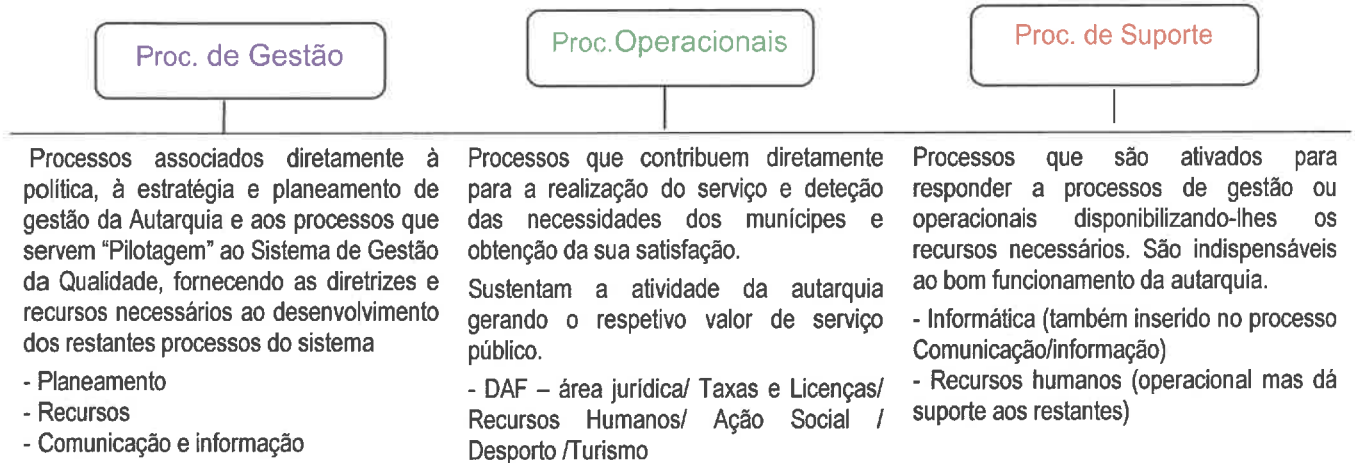 Proc. de Gestão
Processos associados diretamente à
política, à estratégia e planeamento de
gestão da Autarquia e aos processos que
servem "Pilotagem" ao Sistema de Gestão
da Qualidade, fornecendo as diretrizes e
recursos necessários ao desenvolvimento
dos restantes processos do sistema
- Planeamento
- Recursos
- Comunicação e informação
Proc.Operacionais
Processos que contribuem diretamente
para a realização do serviço e deteção
das necessidades dos munícipes e
obtenção da sua satisfação.
Sustentam a atividade da autarquia
gerando o respetivo valor de serviço
público.
- DAF – área jurídica/ Taxas e Licenças/
Recursos Humanos/ Ação Social /
Desporto /Turismo
Proc. de Suporte
Processos que são ativados para
responder a processos de gestão ou
operacionais disponibilizando-lhes os
recursos necessários. São indispensáveis
ao bom funcionamento da autarquia.
- Informática (também inserido no processo
Comunicação/informação)
- Recursos humanos (operacional mas dá
suporte aos restantes)